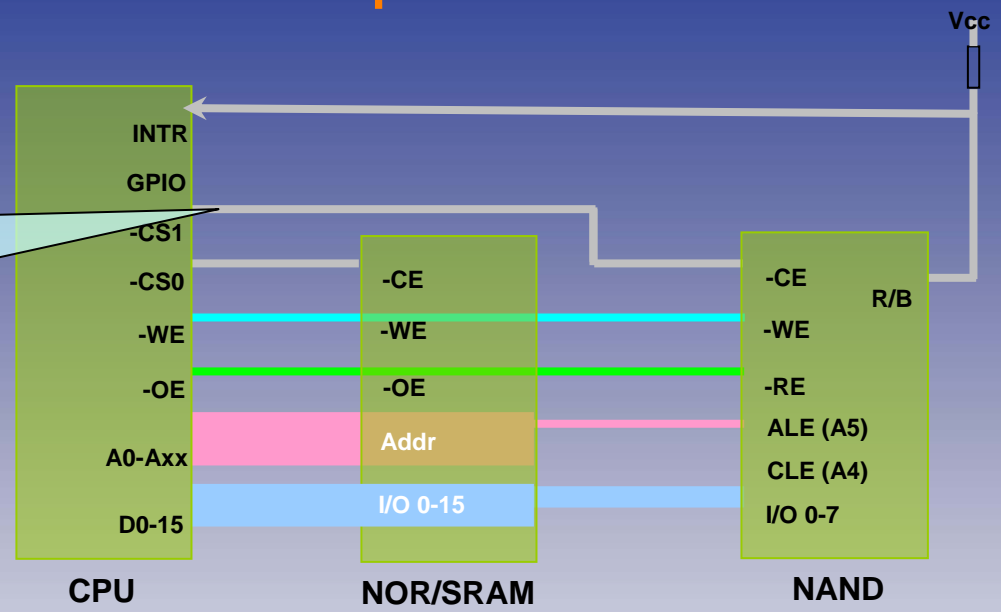 Vcc
INTR
GPIO
-CS1
-CS0
-WE
-OE
A0-Axx
D0-15
CPU
-CE
-WE
-OE
Addr
I/O 0-15
NOR/SRAM
-CE
R/B
-WE
-RE
ALE (A5)
CLE (A4)
I/O 0-7
NAND